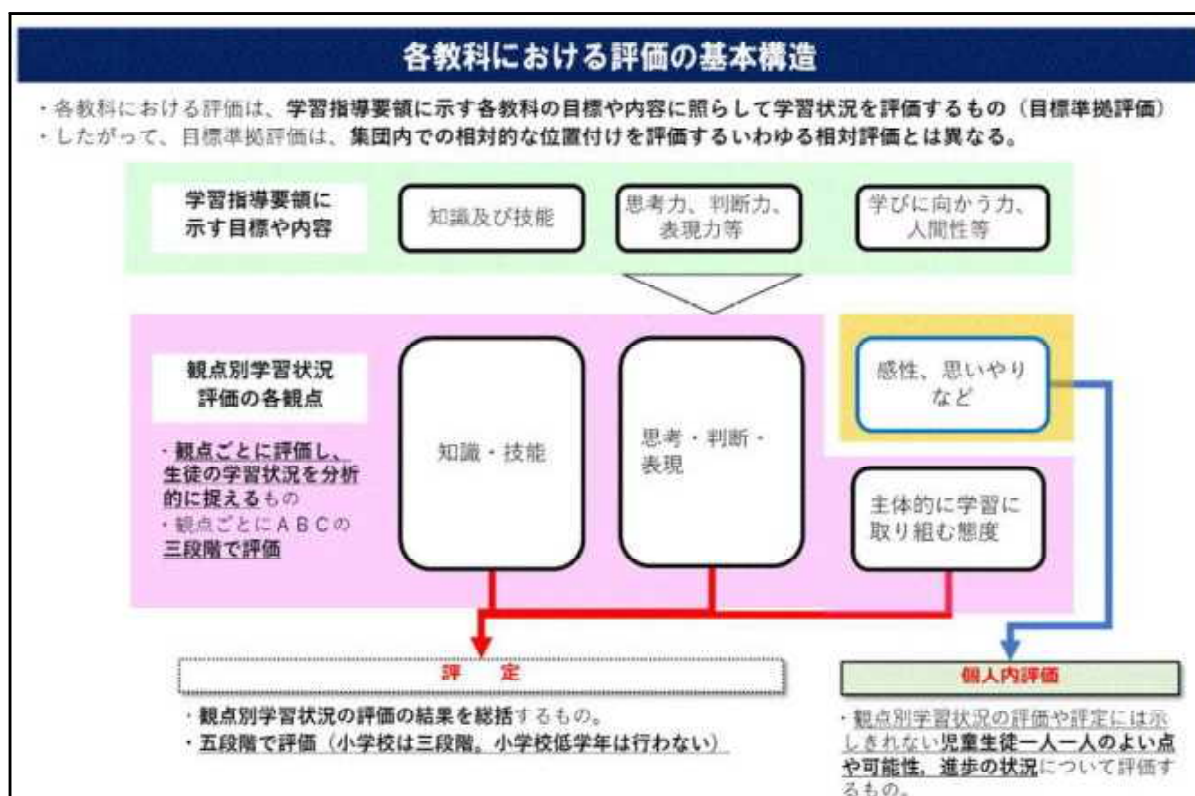 各教科における評価の基本構造
・各教科における評価は、学習指導要領に示す各教科の目標や内容に照らして学習状況を評価するもの（目標準拠評価）
・したがって、目標準拠評価は、集団内での相対的な位置付けを評価するいわゆる相対評価とは異なる。
学習指導要領に
示す目標や内容
知識及び技能
思考力、判断力、
表現力等
学びに向かう力、
人間性等
観点別学習状況
評価の各観点
・観点ごとに評価し、
生徒の学習状況を分析
的に捉えるもの
・観点ごとにＡＢＣの
三段階で評価
知識・技能
思考・判断・
表現
感性、思いやり
など
主体的に学習に
取り組む態度
評　定
・観点別学習状況の評価の結果を総括するもの。
・五段階で評価（小学校は三段階。小学校低学年は行わない）
個人内評価
・観点別学習状況の評価や評定には示
しきれない児童生徒一人一人のよい点
や可能性，進歩の状況について評価す
るもの。